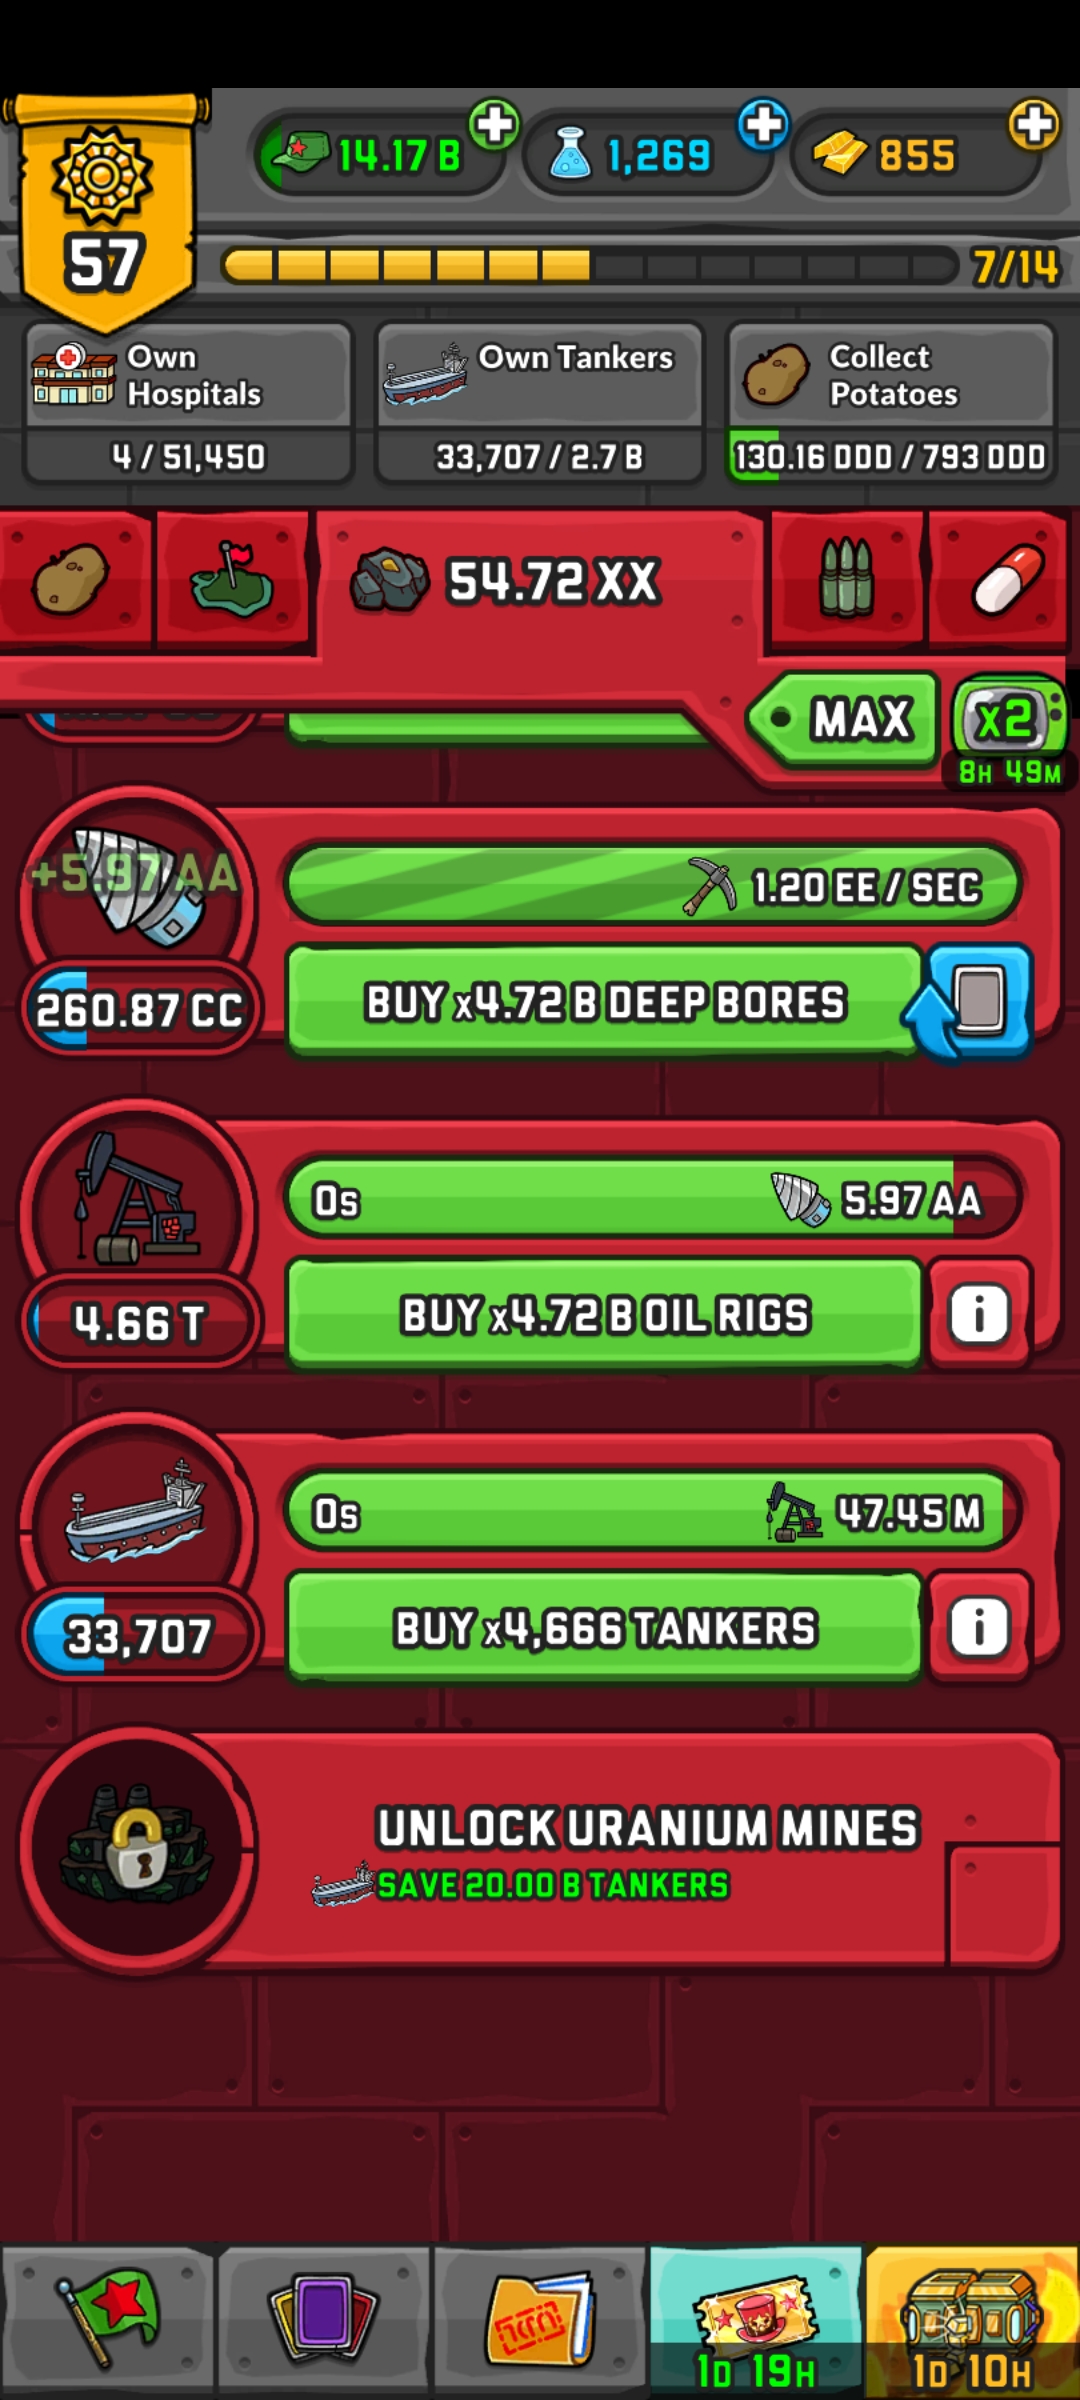 14.17 B
1,269
855
57
7/14
Own
Hospitals
4 / 51,450
Own Tankers
33,707 / 2.7 B
Collect
Potatoes
130.16 DDD / 793 DDD
54.72 XX
MAX
x2
8H 49M
+5.97 AA
1.20 EE / SEC
260.87 CC
BUY x4.72 B DEEP BORES
0s
5.97 AA
4.66 T
BUY x4.72 B OIL RIGS
i
0s
47.45 M
33,707
BUY x4,666 TANKERS
i
UNLOCK URANIUM MINES
SAVE 20.00 B TANKERS
1D 19H
1D 10H